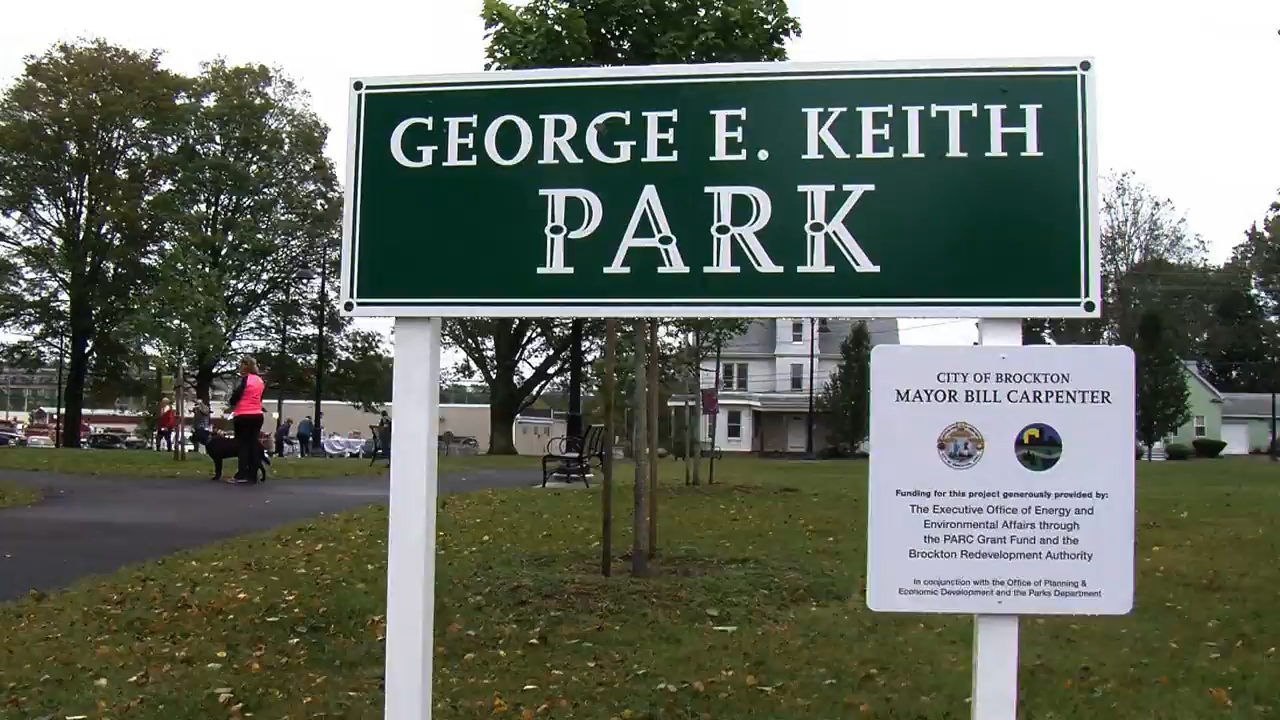 GEORGE E. KEITH
PARK
CITY OF BROCKTON
MAYOR BILL CARPENTER
Funding for this project generously provided by:
The Executive Office of Energy and
Environmental Affairs through
the PARC Grant Fund and the
Brockton Redevelopment Authority
In conjunction with the Office of Planning &
Economic Development and the Parks Department